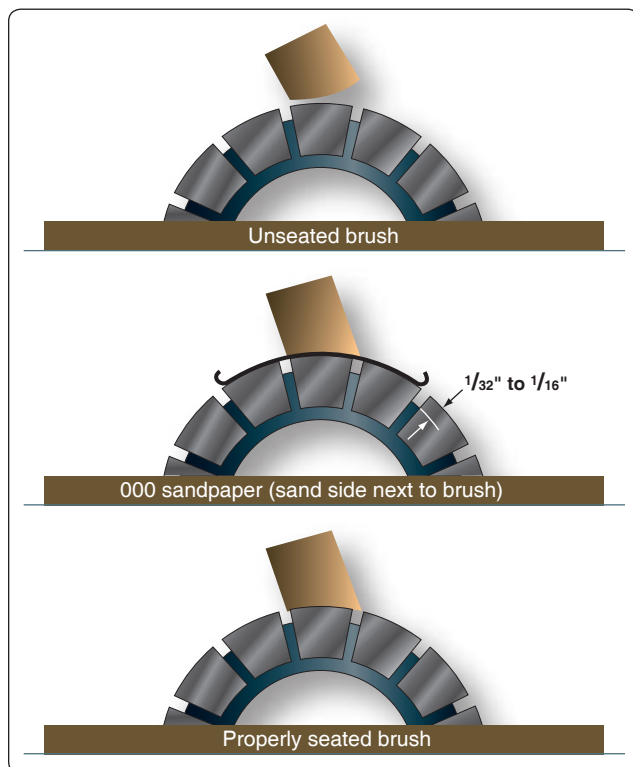 Unseated brush
1/32" to 1/16"
000 sandpaper (sand side next to brush)
Properly seated brush